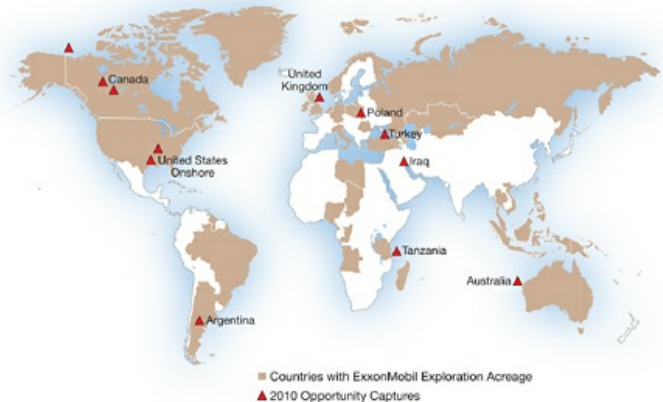 Canada
United
Kingdom
Poland
Turkey
United States
Onshore
Iraq
Tanzania
Australia
Argentina
Countries with ExxonMobil Exploration Acreage
2010 Opportunity Captures